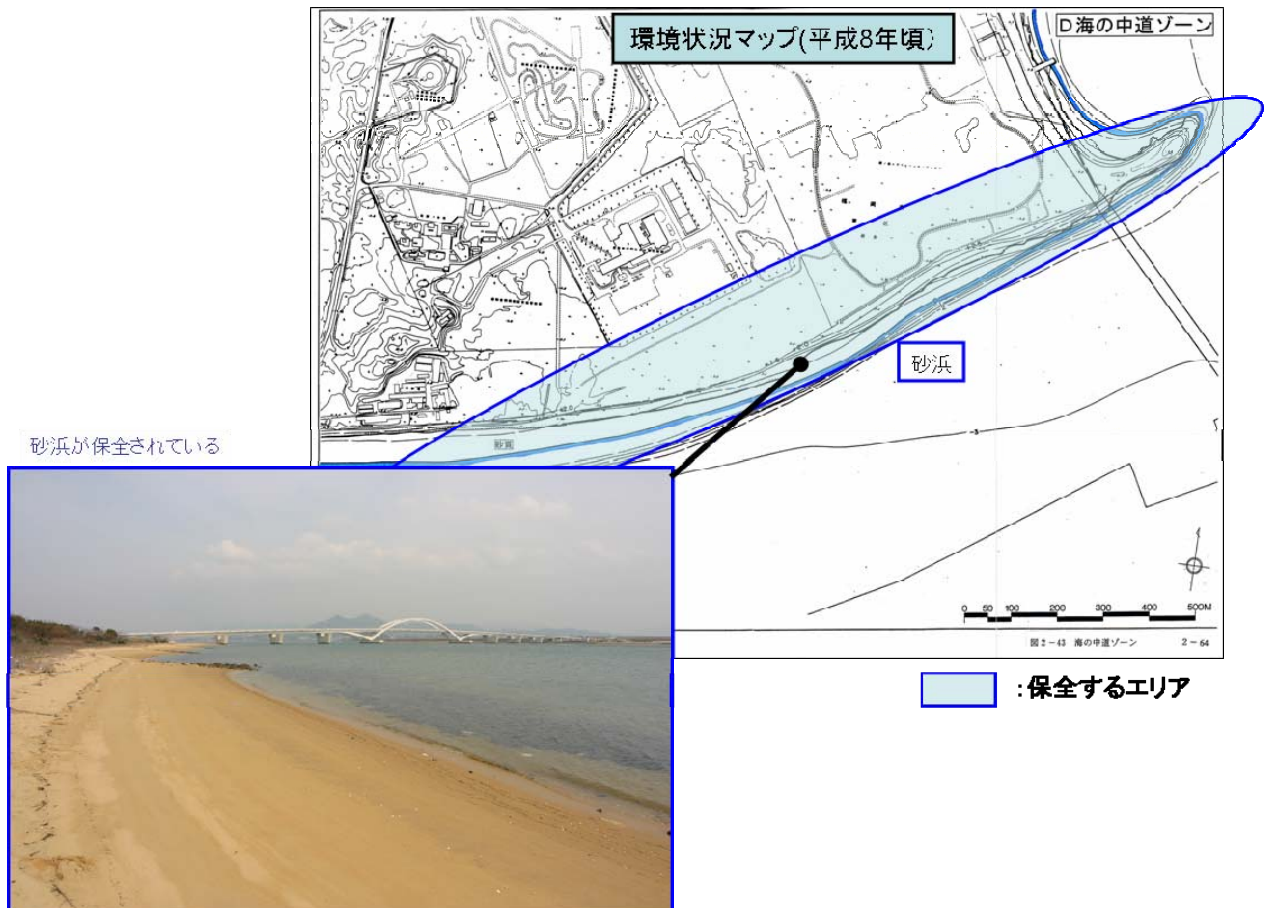 環境状況マップ(平成8年頃)
D海の中道ゾーン
砂浜
砂浜が保全されている
0 50 100 200 300 400 500M
図2-43 海の中道ゾーン 2-64
:保全するエリア